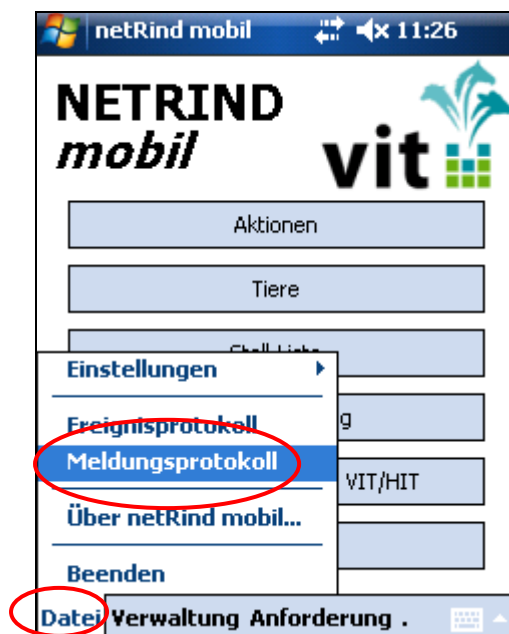 netRind mobil 11:26
NETRIND
mobil
vit
Aktionen
Tiere
Einstellungen
Ereignisprotokoll
g
Meldungsprotokoll
VIT/HIT
Über netRind mobil...
Beenden
Datei Verwaltung Anforderung .